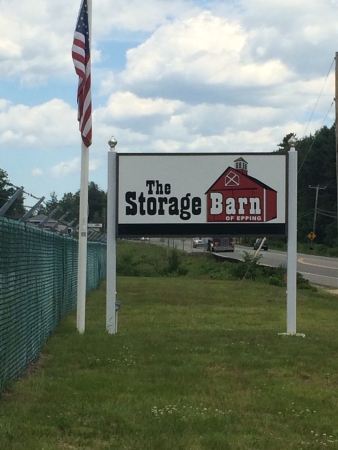 The
Storage Barn
OF EPPING